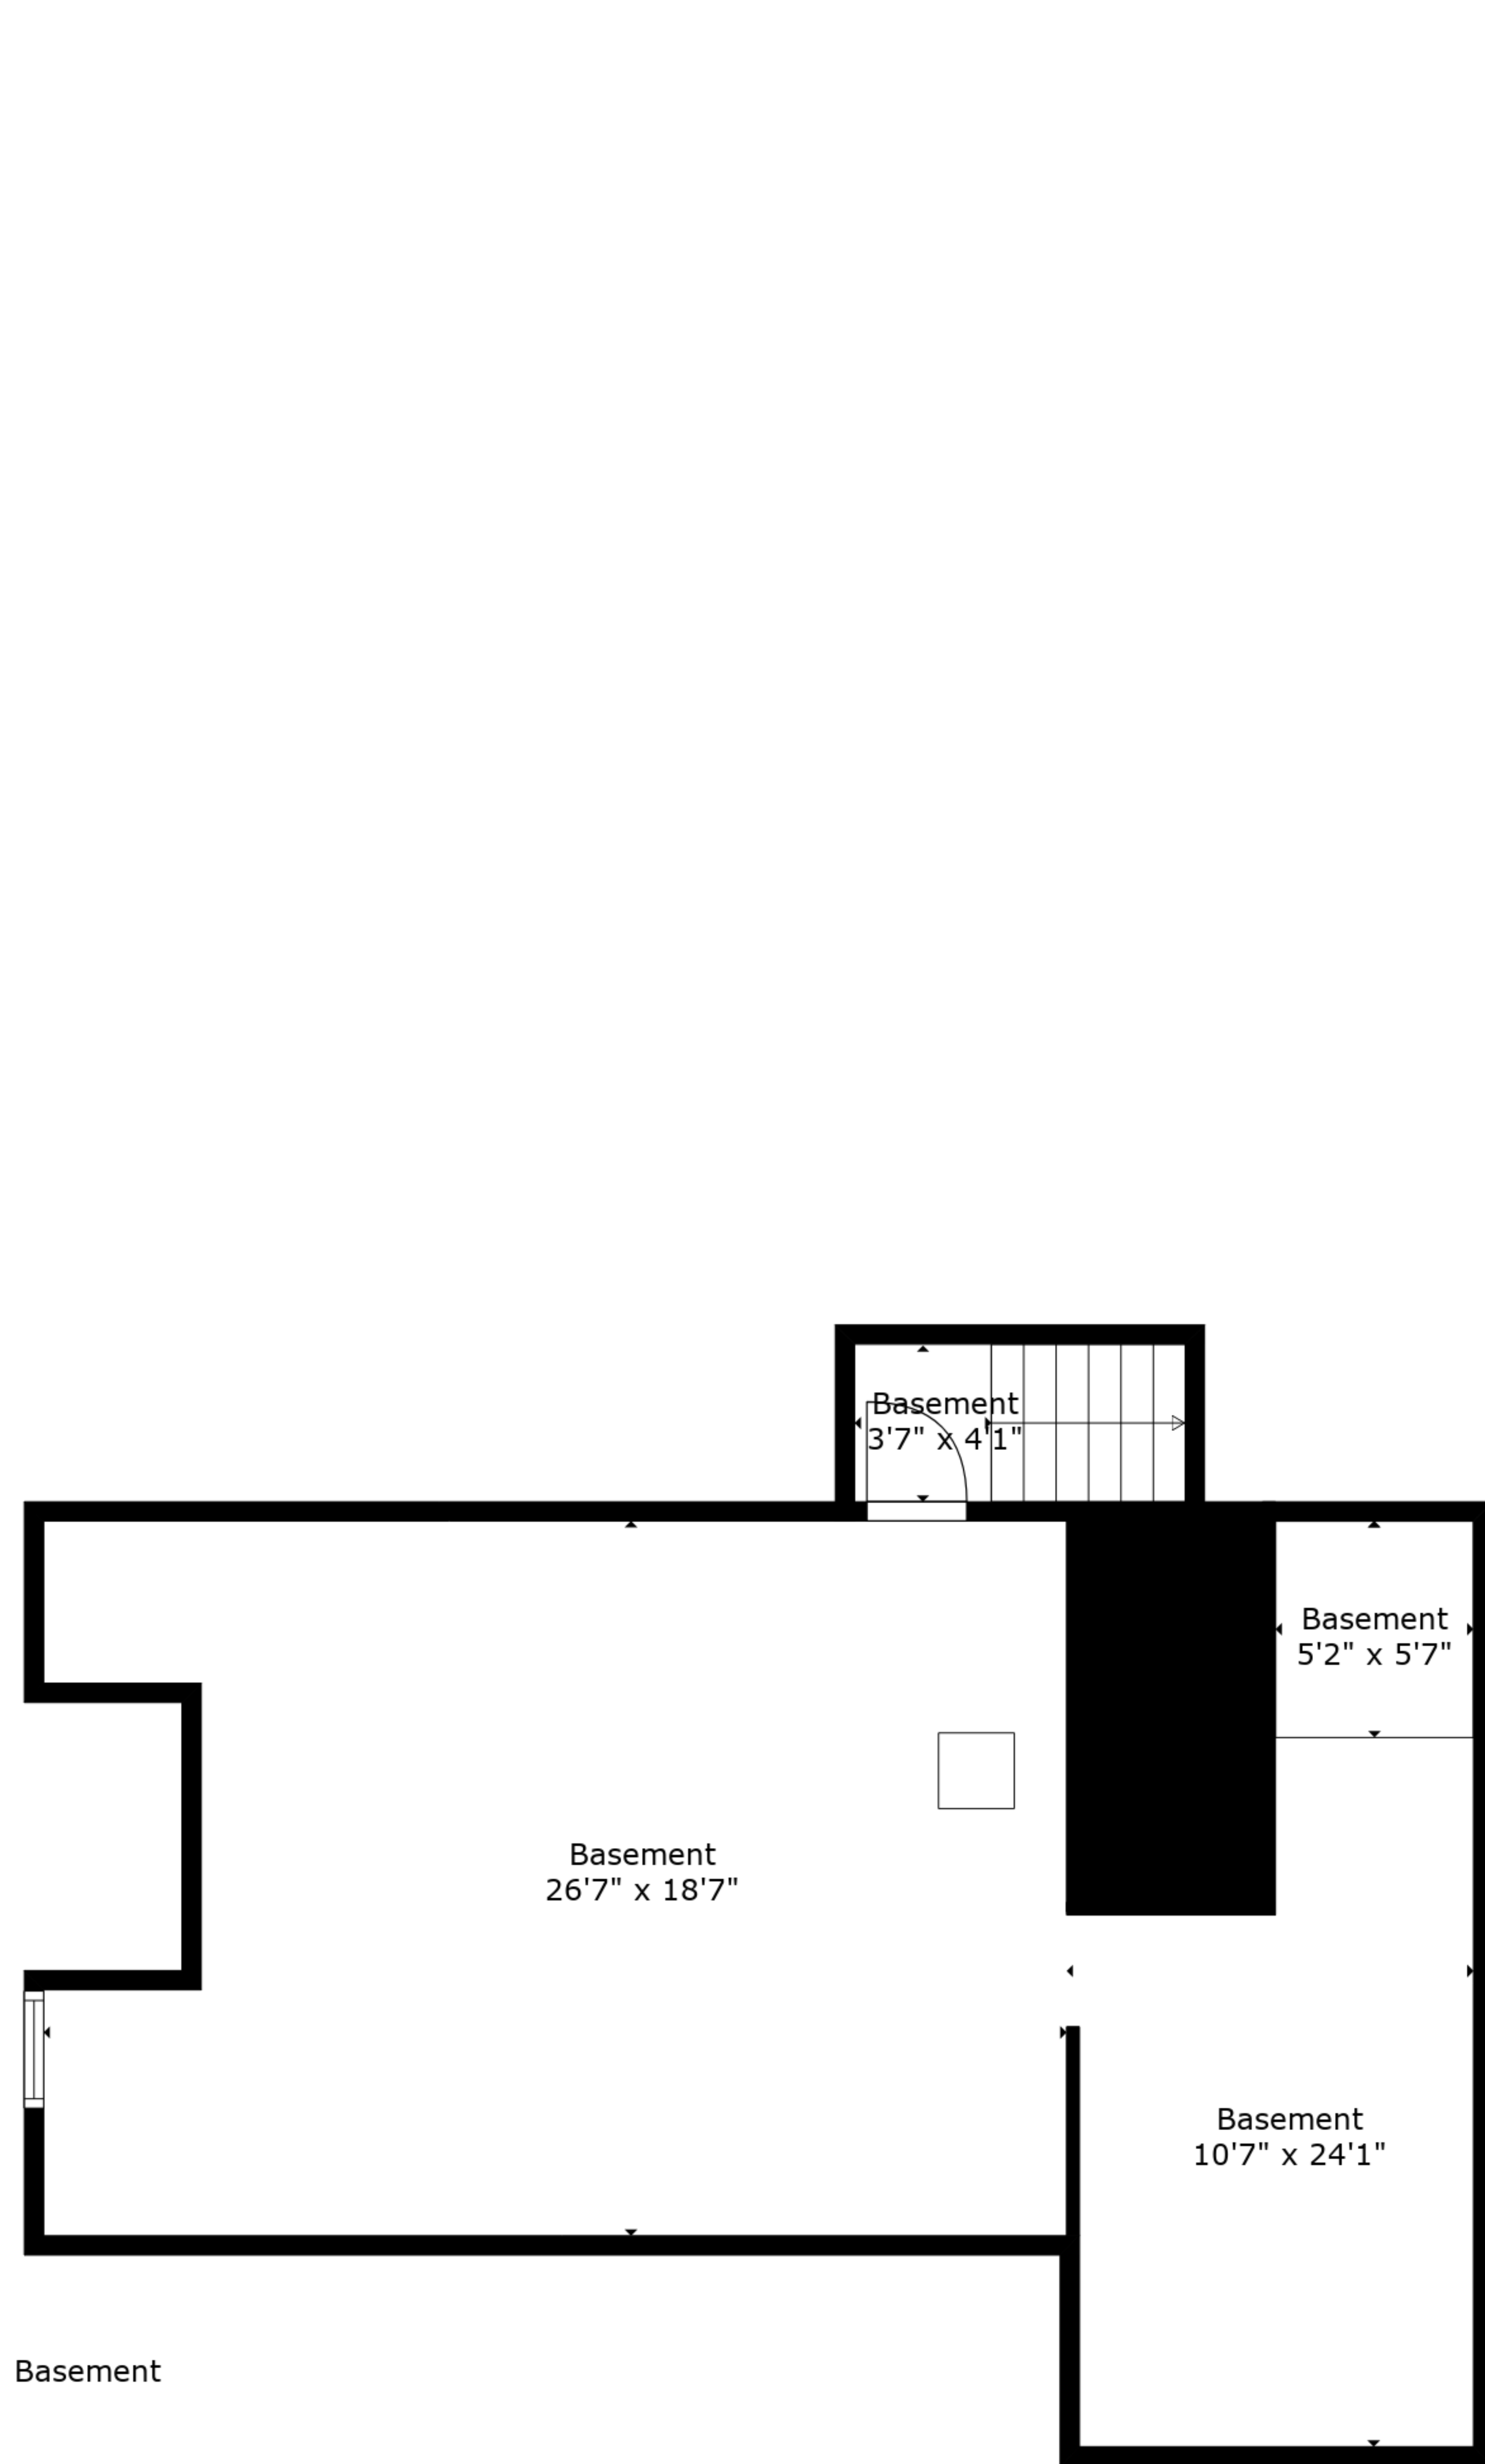 Basement
3'7" x 4'1"
Basement
5'2" x 5'7"
Basement
26'7" x 18'7"
Basement
10'7" x 24'1"
Basement